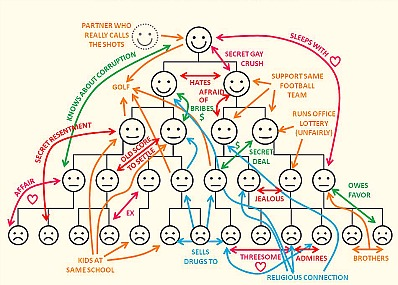 PARTNER WHO
REALLY CALLS
THE SHOTS
SLEEPS WITH
SECRET GAY
CRUSH
KNOWS ABOUT CORRUPTION
HATES
GOLF
AFRAID
OF
BRIBES
$
SUPPORT SAME
FOOTBALL
TEAM
RUNS OFFICE
LOTTERY
(UNFAIRLY)
SECRET RESENTMENT
OLD SCORE
TO SETTLE
$
SECRET
DEAL
AFFAIR
EX
JEALOUS
OWES
FAVOR
KIDS AT
SAME SCHOOL
SELLS
DRUGS TO
THREESOME
ADMIRES
BROTHERS
RELIGIOUS CONNECTION